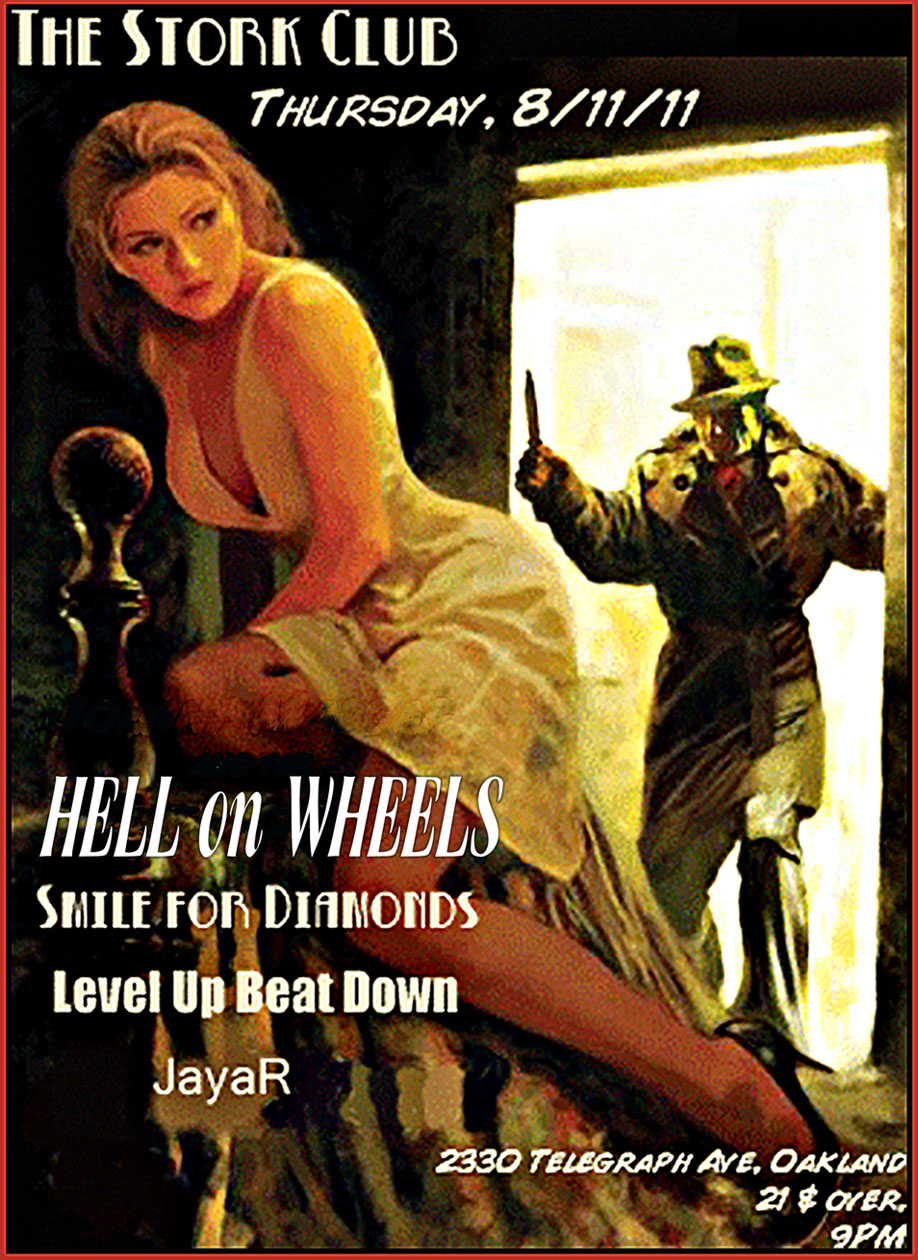 The Stork Club
Thursday, 8/11/11
HELL on WHEELS
Smile for Diamonds
Level Up Beat Down
JayaR
2330 Telegraph Ave, Oakland
21 & over.
9PM